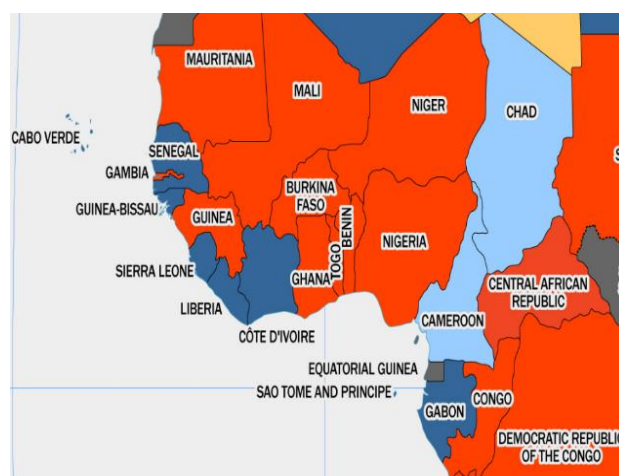 MAURITANIA
MALI
NIGER
CHAD
CABO VERDE
SENEGAL
GAMBIA
BURKINA
FASO
GUINEA-BISSAU
GUINEA
NIGERIA
BENIN
TOGO
GHANA
SIERRA LEONE
CENTRAL AFRICAN
REPUBLIC
LIBERIA
CAMEROON
CÔTE D'IVOIRE
EQUATORIAL GUINEA
SAO TOME AND PRINCIPE
GABON
CONGO
DEMOCRATIC REPUBLIC
OF THE CONGO